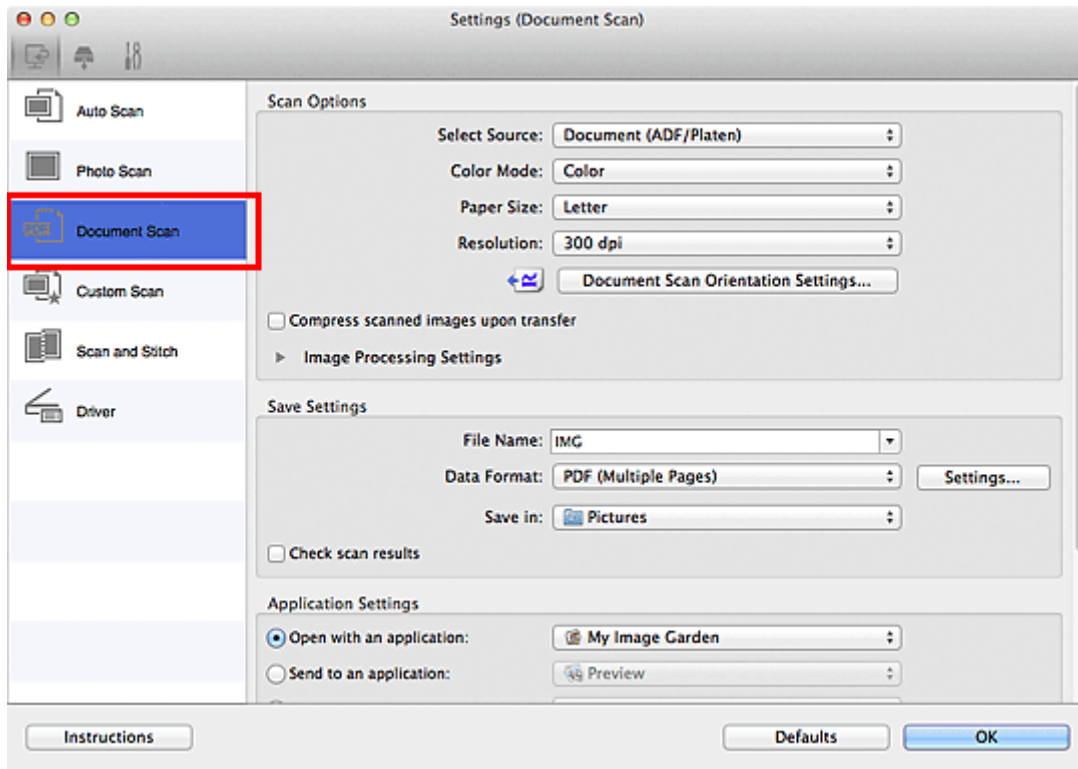 Settings (Document Scan)
Auto Scan
Photo Scan
PDF
Document Scan
Custom Scan
Scan and Stitch
Driver
Scan Options
Select Source: Document (ADF/Platen)
Color Mode: Color
Paper Size: Letter
Resolution: 300 dpi
Document Scan Orientation Settings...
Compress scanned images upon transfer
Image Processing Settings
Save Settings
File Name: IMG
Data Format: PDF (Multiple Pages) Settings...
Save in: Pictures
Check scan results
Application Settings
Open with an application: My Image Garden
Send to an application: Preview
Instructions Defaults OK